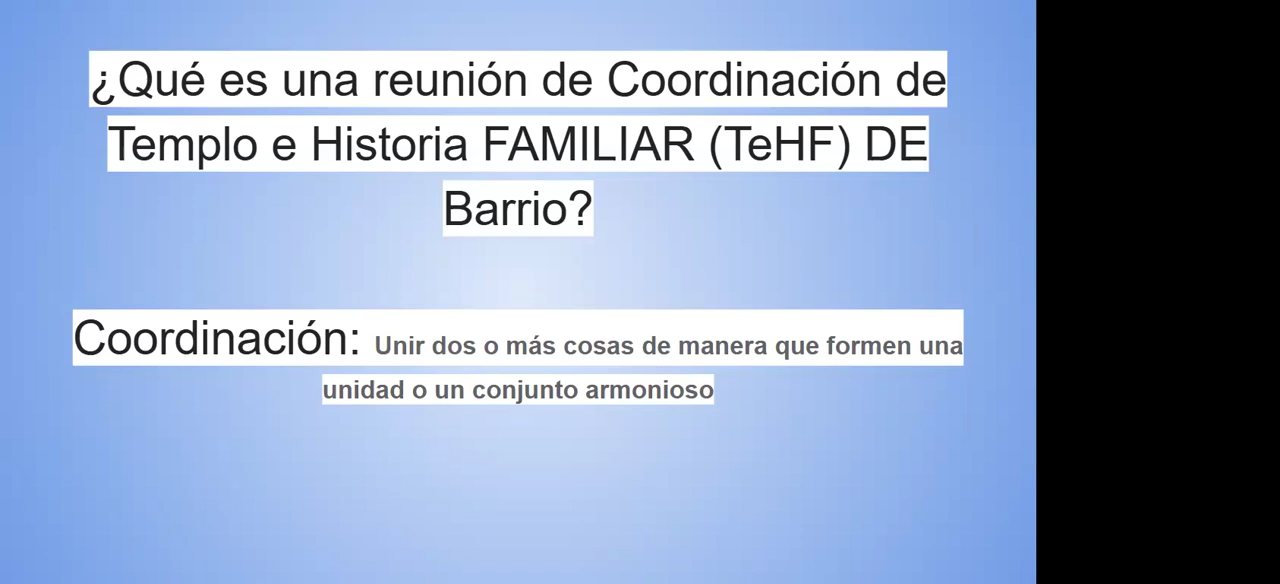 ¿Qué es una reunión de Coordinación de
Templo e Historia FAMILIAR (TeHF) DE
Barrio?
Coordinación: Unir dos o más cosas de manera que formen una
unidad o un conjunto armonioso